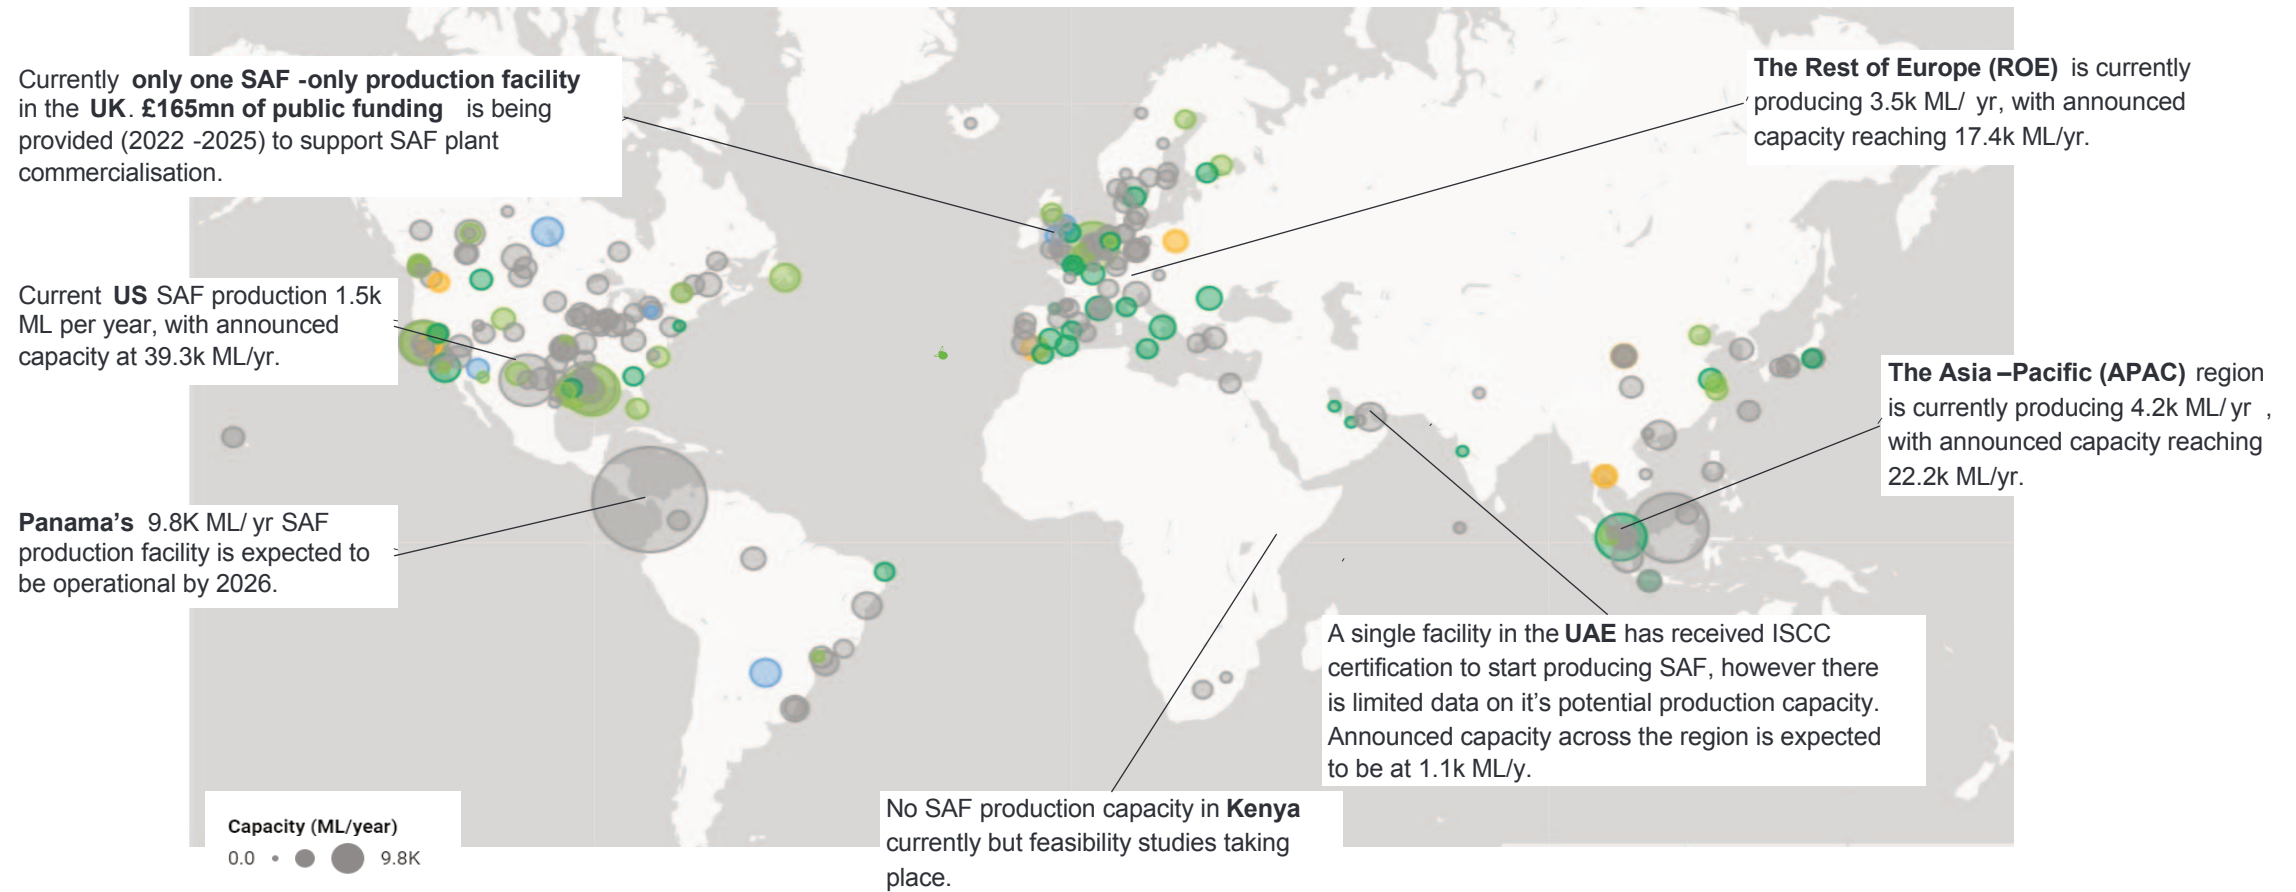 Currently only one SAF -only production facility
in the UK. £165mn of public funding is being
provided (2022 -2025) to support SAF plant
commercialisation.
The Rest of Europe (ROE) is currently
producing 3.5k ML/ yr, with announced
capacity reaching 17.4k ML/yr.
Current US SAF production 1.5k
ML per year, with announced
capacity at 39.3k ML/yr.
The Asia –Pacific (APAC) region
is currently producing 4.2k ML/ yr ,
with announced capacity reaching
22.2k ML/yr.
Panama's 9.8K ML/ yr SAF
production facility is expected to
be operational by 2026.
A single facility in the UAE has received ISCC
certification to start producing SAF, however there
is limited data on it's potential production capacity.
Announced capacity across the region is expected
to be at 1.1k ML/y.
No SAF production capacity in Kenya
currently but feasibility studies taking
place.
Capacity (ML/year)
0.0 9.8K